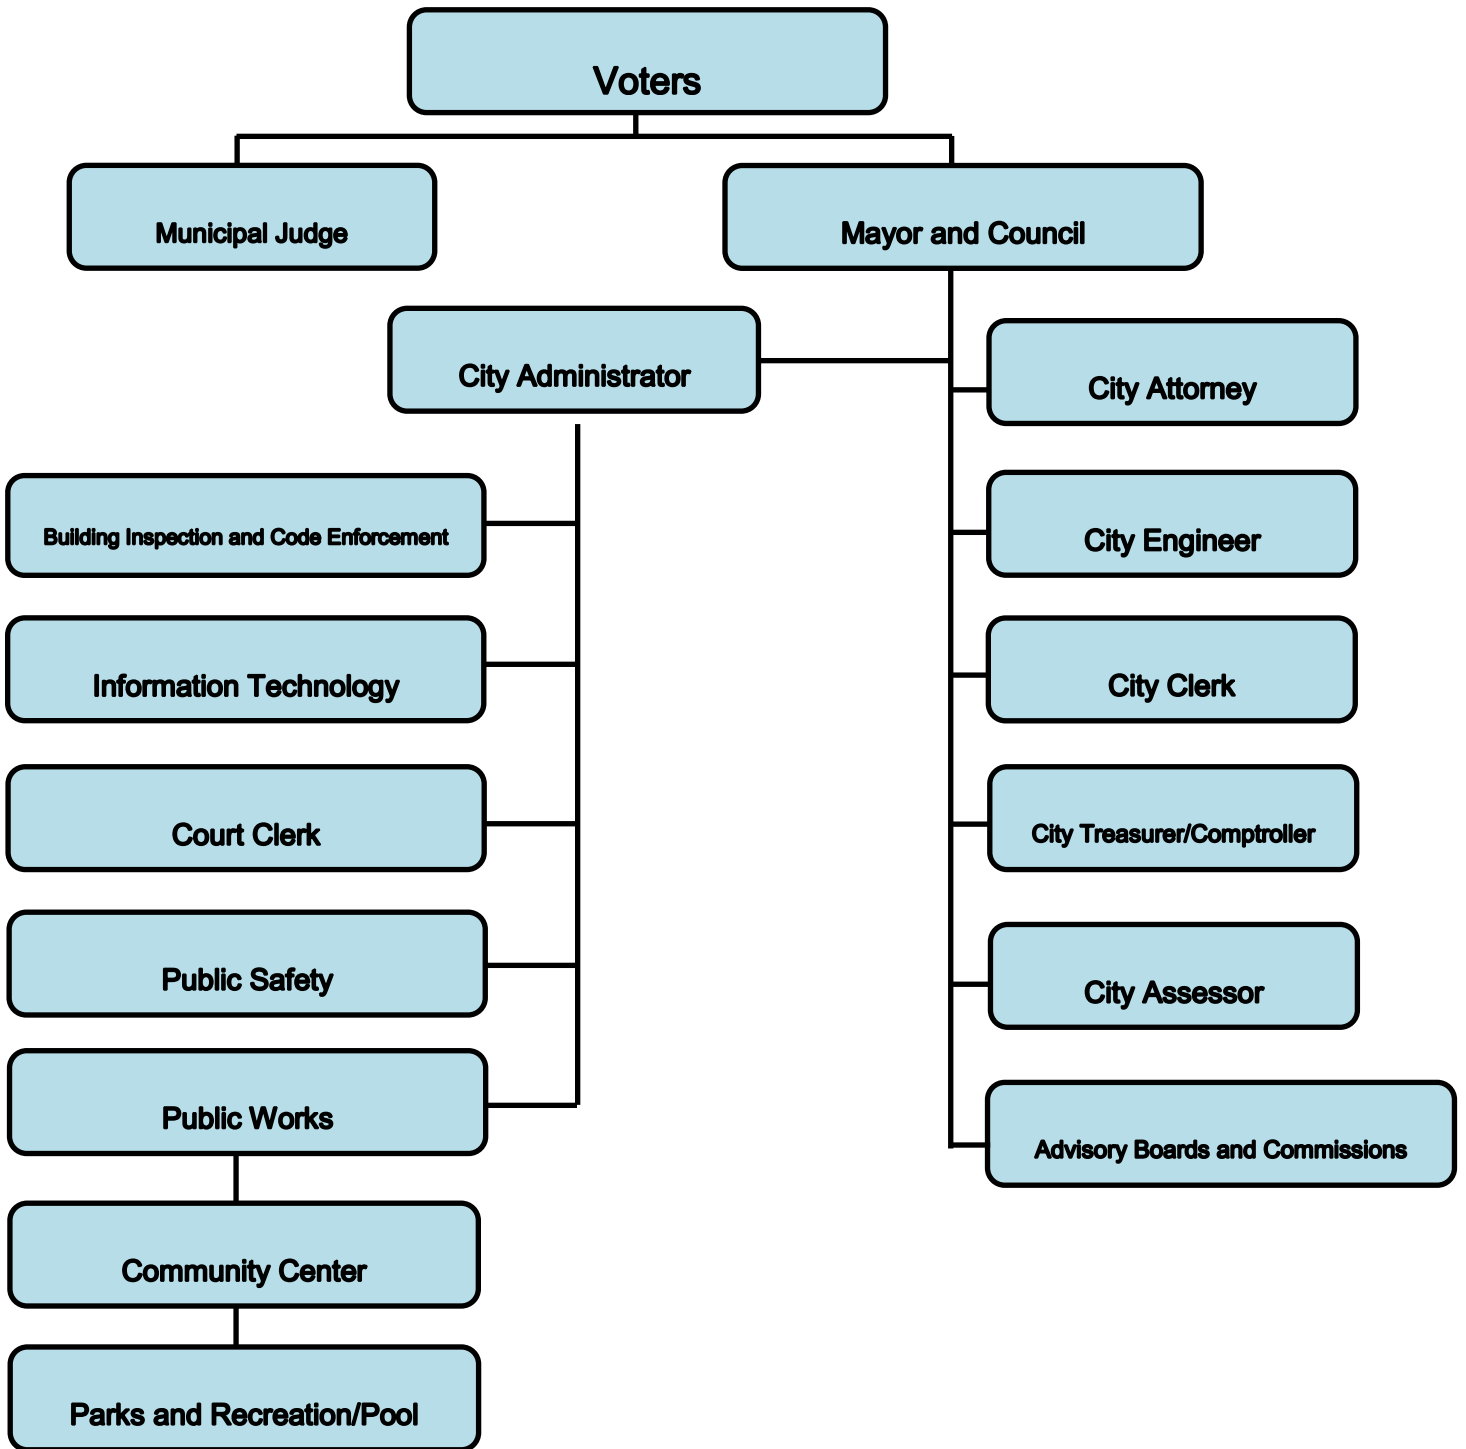 Voters
Municipal Judge
Mayor and Council
City Administrator
City Attorney
Building Inspection and Code Enforcement
City Engineer
Information Technology
City Clerk
Court Clerk
City Treasurer/Comptroller
Public Safety
City Assessor
Public Works
Advisory Boards and Commissions
Community Center
Parks and Recreation/Pool